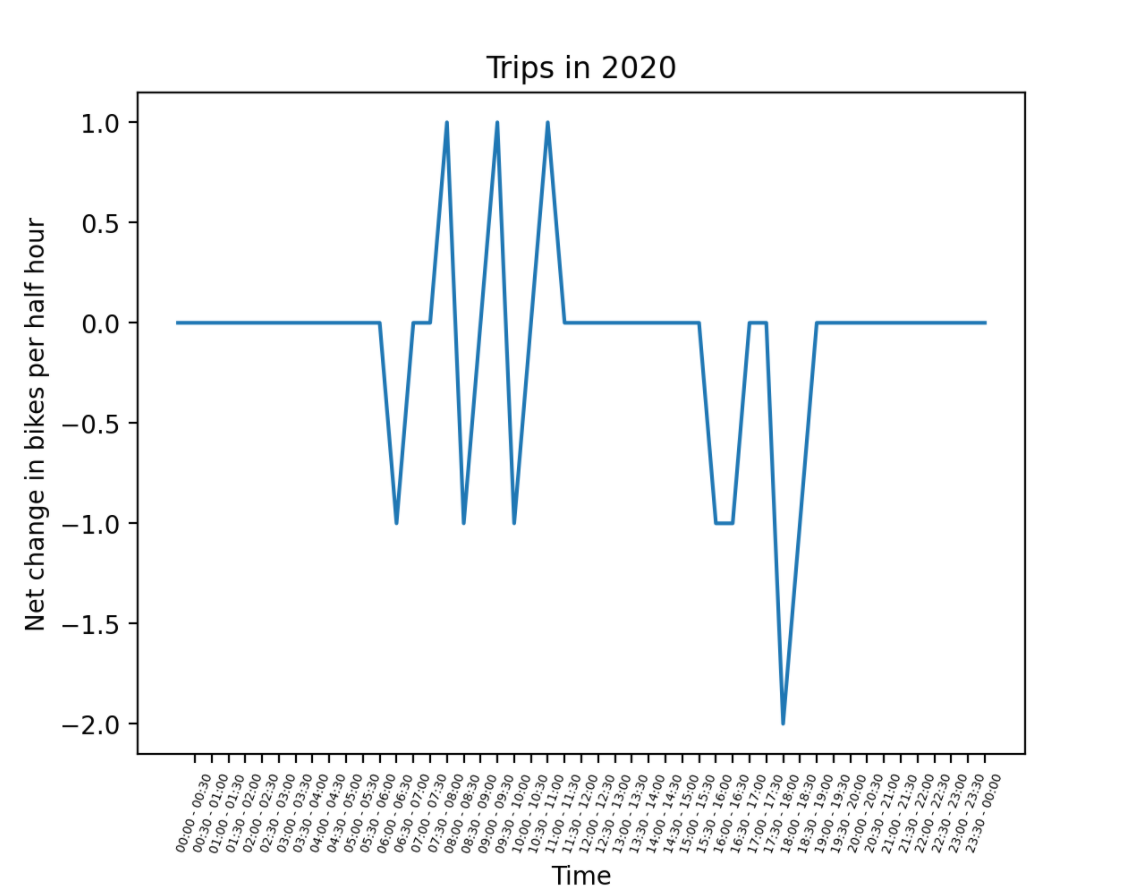 Trips in 2020
1.0
0.5
0.0
−0.5
−1.0
−1.5
−2.0
Net change in bikes per half hour
00:00 - 00:30
00:30 - 01:00
01:00 - 01:30
01:30 - 02:00
02:00 - 02:30
02:30 - 03:00
03:00 - 03:30
03:30 - 04:00
04:00 - 04:30
04:30 - 05:00
05:00 - 05:30
05:30 - 06:00
06:00 - 06:30
06:30 - 07:00
07:00 - 07:30
07:30 - 08:00
08:00 - 08:30
08:30 - 09:00
09:00 - 09:30
09:30 - 10:00
10:00 - 10:30
10:30 - 11:00
11:00 - 11:30
11:30 - 12:00
12:00 - 12:30
12:30 - 13:00
13:00 - 13:30
13:30 - 14:00
14:00 - 14:30
14:30 - 15:00
15:00 - 15:30
15:30 - 16:00
16:00 - 16:30
16:30 - 17:00
17:00 - 17:30
17:30 - 18:00
18:00 - 18:30
18:30 - 19:00
19:00 - 19:30
19:30 - 20:00
20:00 - 20:30
20:30 - 21:00
21:00 - 21:30
21:30 - 22:00
22:00 - 22:30
22:30 - 23:00
23:00 - 23:30
23:30 - 00:00
Time